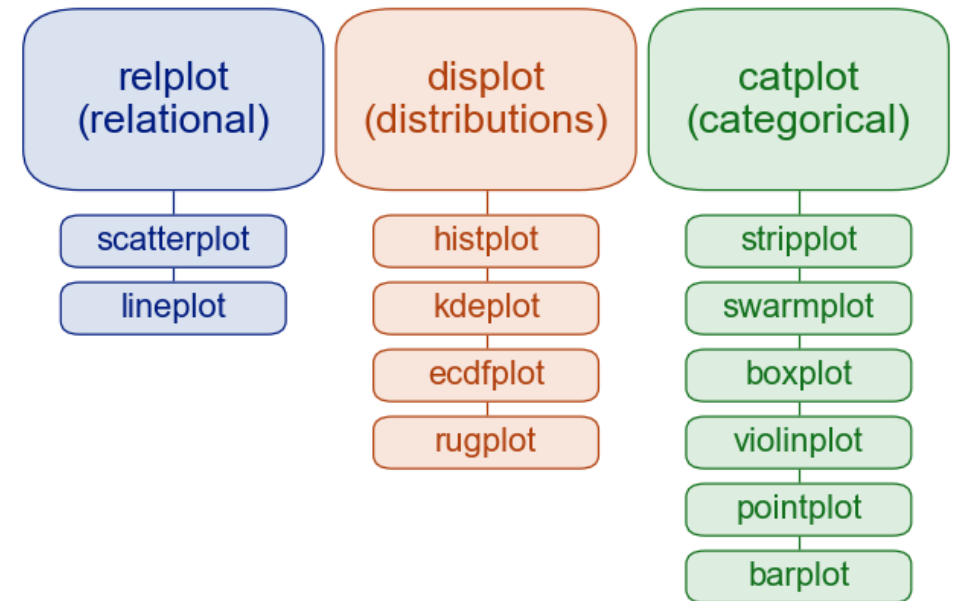 relplot
(relational)
scatterplot
lineplot
displot
(distributions)
histplot
kdeplot
ecdfplot
rugplot
catplot
(categorical)
stripplot
swarmplot
boxplot
violinplot
pointplot
barplot